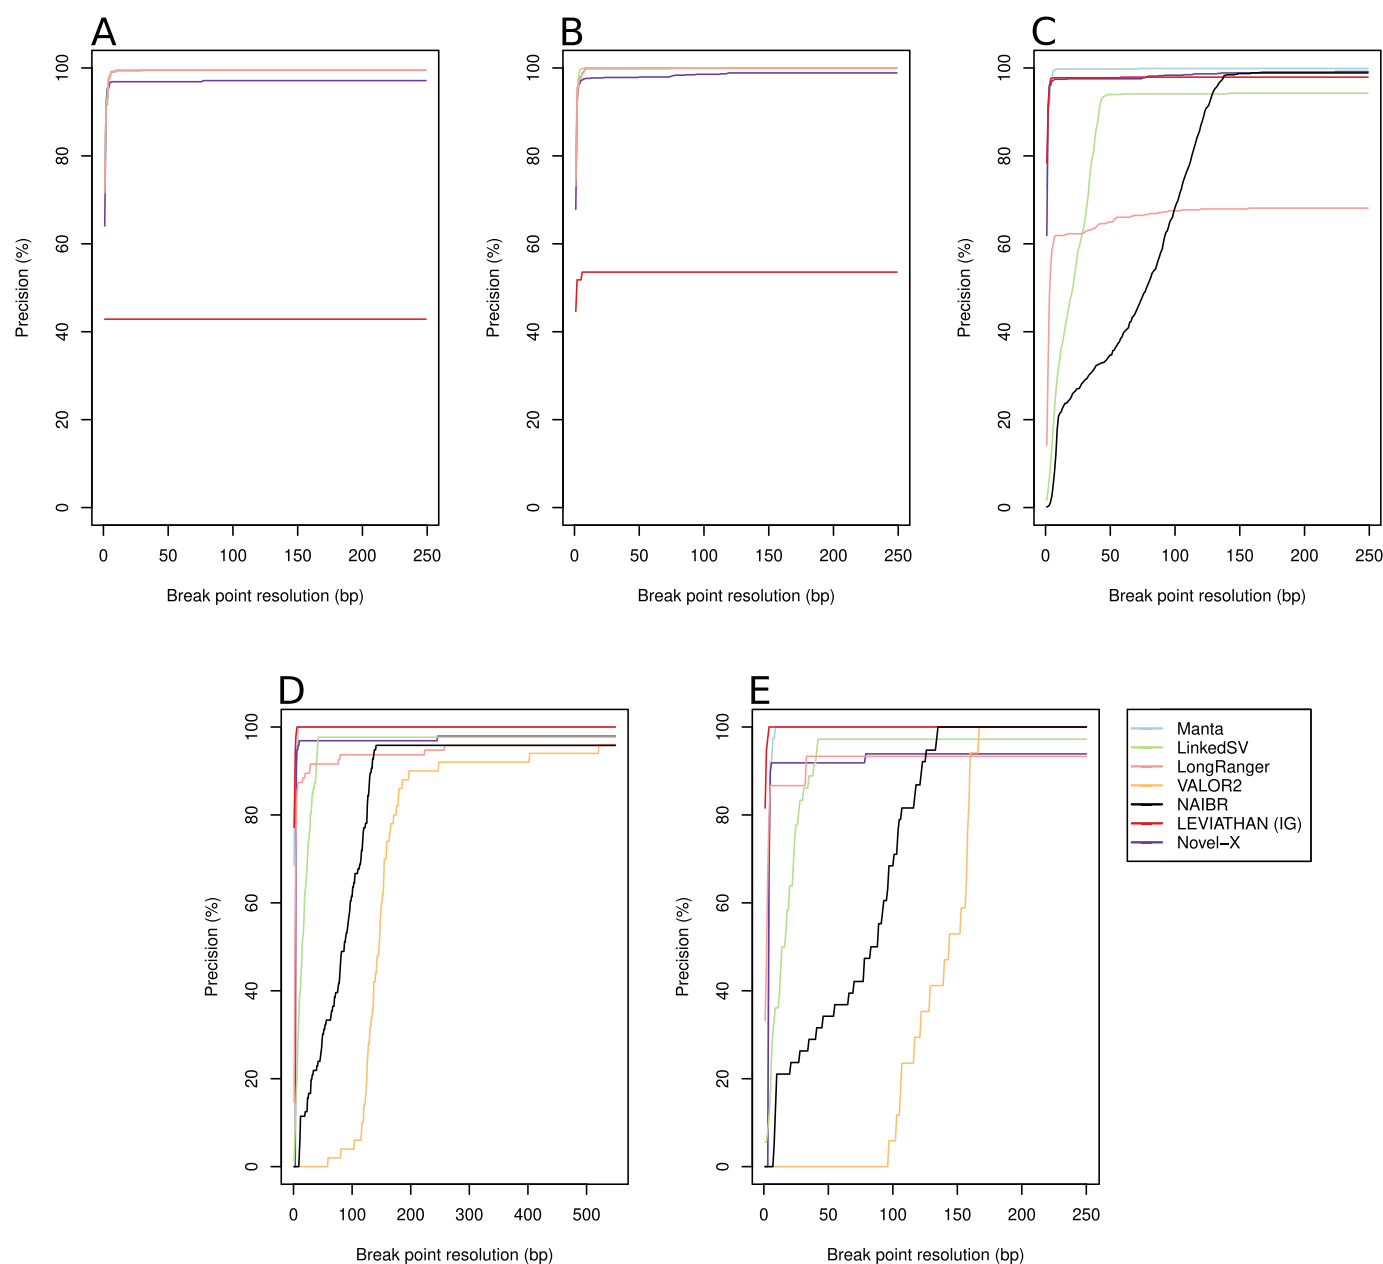 A
B
C
Precision (%)
0
20
40
60
80
100
0 50 100 150 200 250
Break point resolution (bp)
Precision (%)
0
20
40
60
80
100
0 50 100 150 200 250
Break point resolution (bp)
Precision (%)
0
20
40
60
80
100
0 50 100 150 200 250
Break point resolution (bp)
D
E
Precision (%)
0
20
40
60
80
100
0 100 200 300 400 500
Break point resolution (bp)
Precision (%)
0
20
40
60
80
100
0 50 100 150 200 250
Break point resolution (bp)
Manta
LinkedSV
LongRanger
VALOR2
NAIBR
LEVIATHAN (IG)
Novel−X